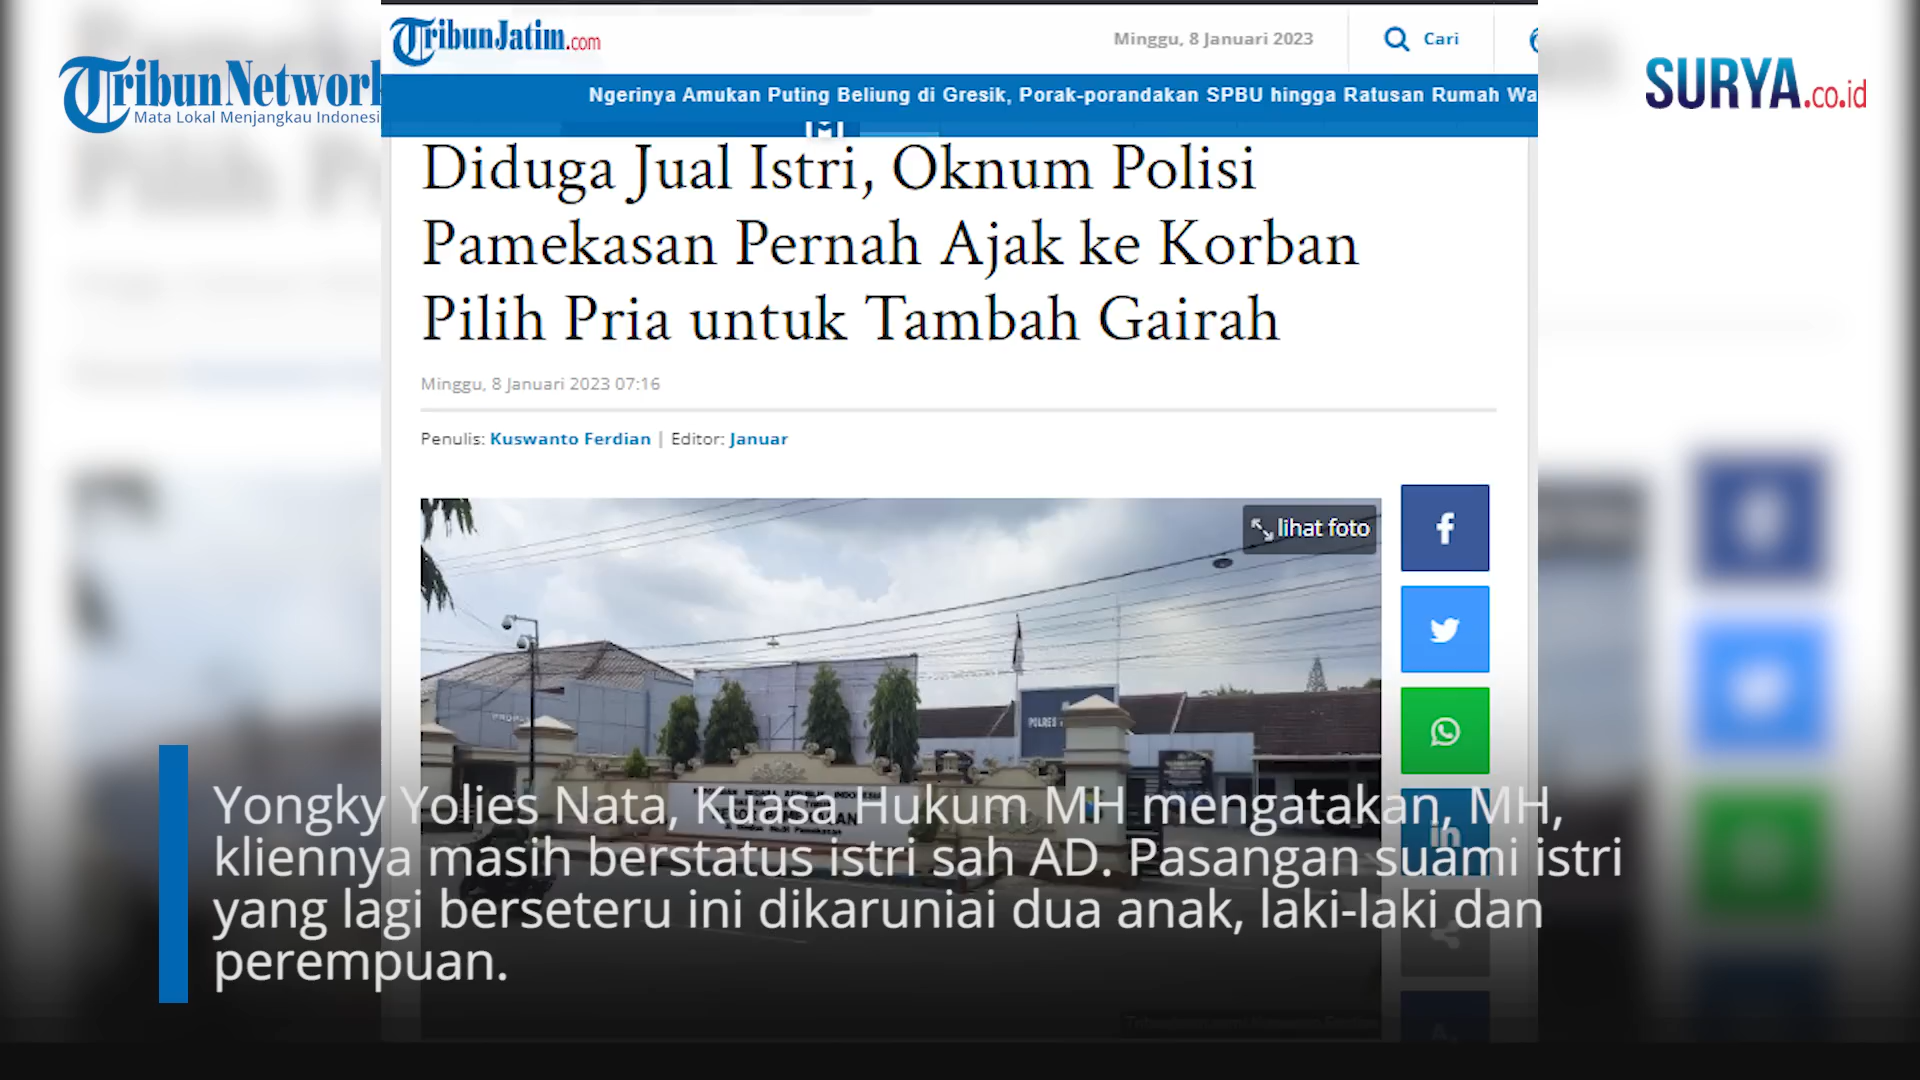 TribunJatim.com
Minggu, 8 Januari 2023
Cari
TribunNetwork
Mata Lokal Menjangkau Indonesi
SURYA.co.id
Ngerinya Amukan Puting Beliung di Gresik, Porak-porandakan SPBU hingga Ratusan Rumah Wa
Diduga Jual Istri, Oknum Polisi
Pamekasan Pernah Ajak ke Korban
Pilih Pria untuk Tambah Gairah
Minggu, 8 Januari 2023 07:16
Penulis: Kuswanto Ferdian | Editor: Januar
lihat foto
POLRES
Yongky Yolies Nata, Kuasa Hukum MH mengatakan, MH,
kliennya masih berstatus istri sah AD. Pasangan suami istri
yang lagi berseteru ini dikaruniai dua anak, laki-laki dan
perempuan.